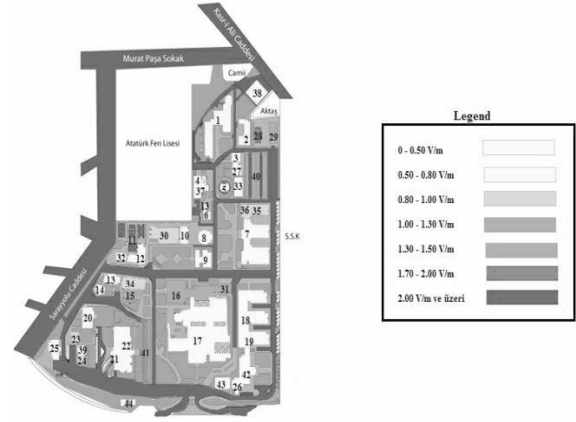 Kasr-i Ali Caddesi
Murat Paşa Sokak
Camii
38
Aktaş
1
2
28
29
Atatürk Fen Lisesi
3
27
4
37
5
33
40
13
6
36 35
7
11
30
10
8
S.S.K
32
12
9
Sarayyolu Caddesi
13
34
14
15
16
31
20
18
17
19
25
23
39
24
21
22
41
42
43
26
44
Legend
0 - 0.50 V/m
0.50 - 0.80 V/m
0.80 - 1.00 V/m
1.00 - 1.30 V/m
1.30 - 1.50 V/m
1.70 - 2.00 V/m
2.00 V/m ve üzeri